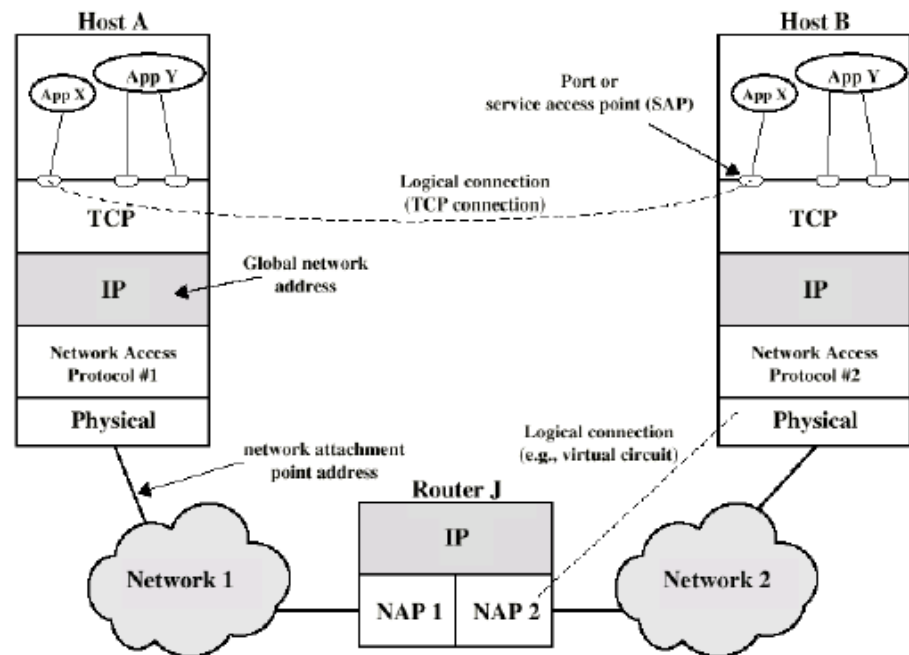 Host A
Host B
App X
App Y
Port or
service access point (SAP)
App X
App Y
Logical connection
(TCP connection)
TCP
TCP
Global network
address
IP
IP
Network Access
Protocol #1
Network Access
Protocol #2
Physical
Physical
Logical connection
(e.g., virtual circuit)
network attachment
point address
Router J
IP
Network 1
NAP 1
NAP 2
Network 2